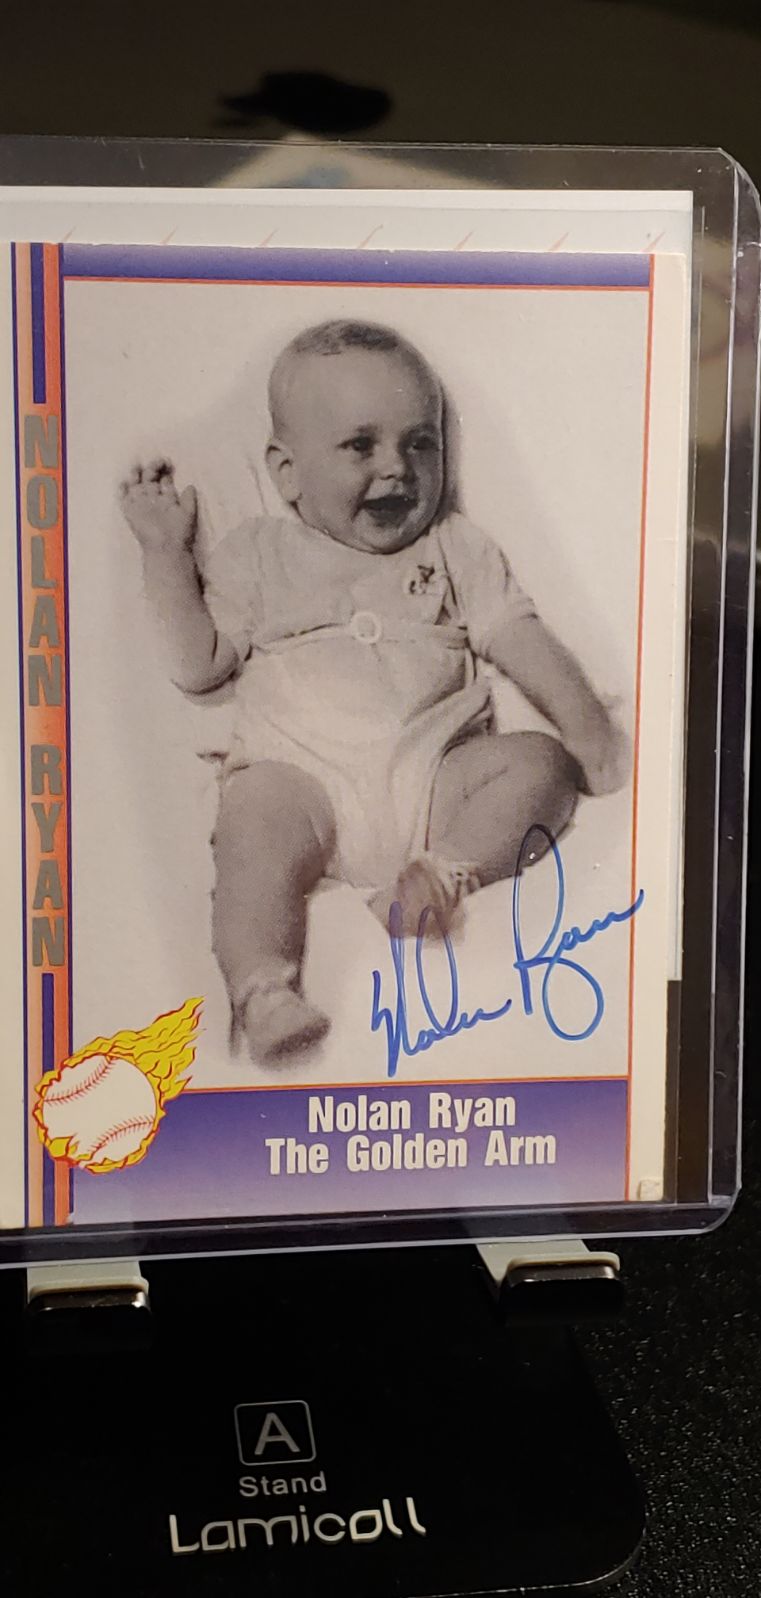 NOLAN RYAN
Nolan Ryan
Nolan Ryan
The Golden Arm
A
Stand
Lamicall